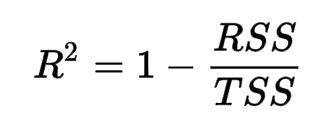 R² = 1 − RSS/TSS